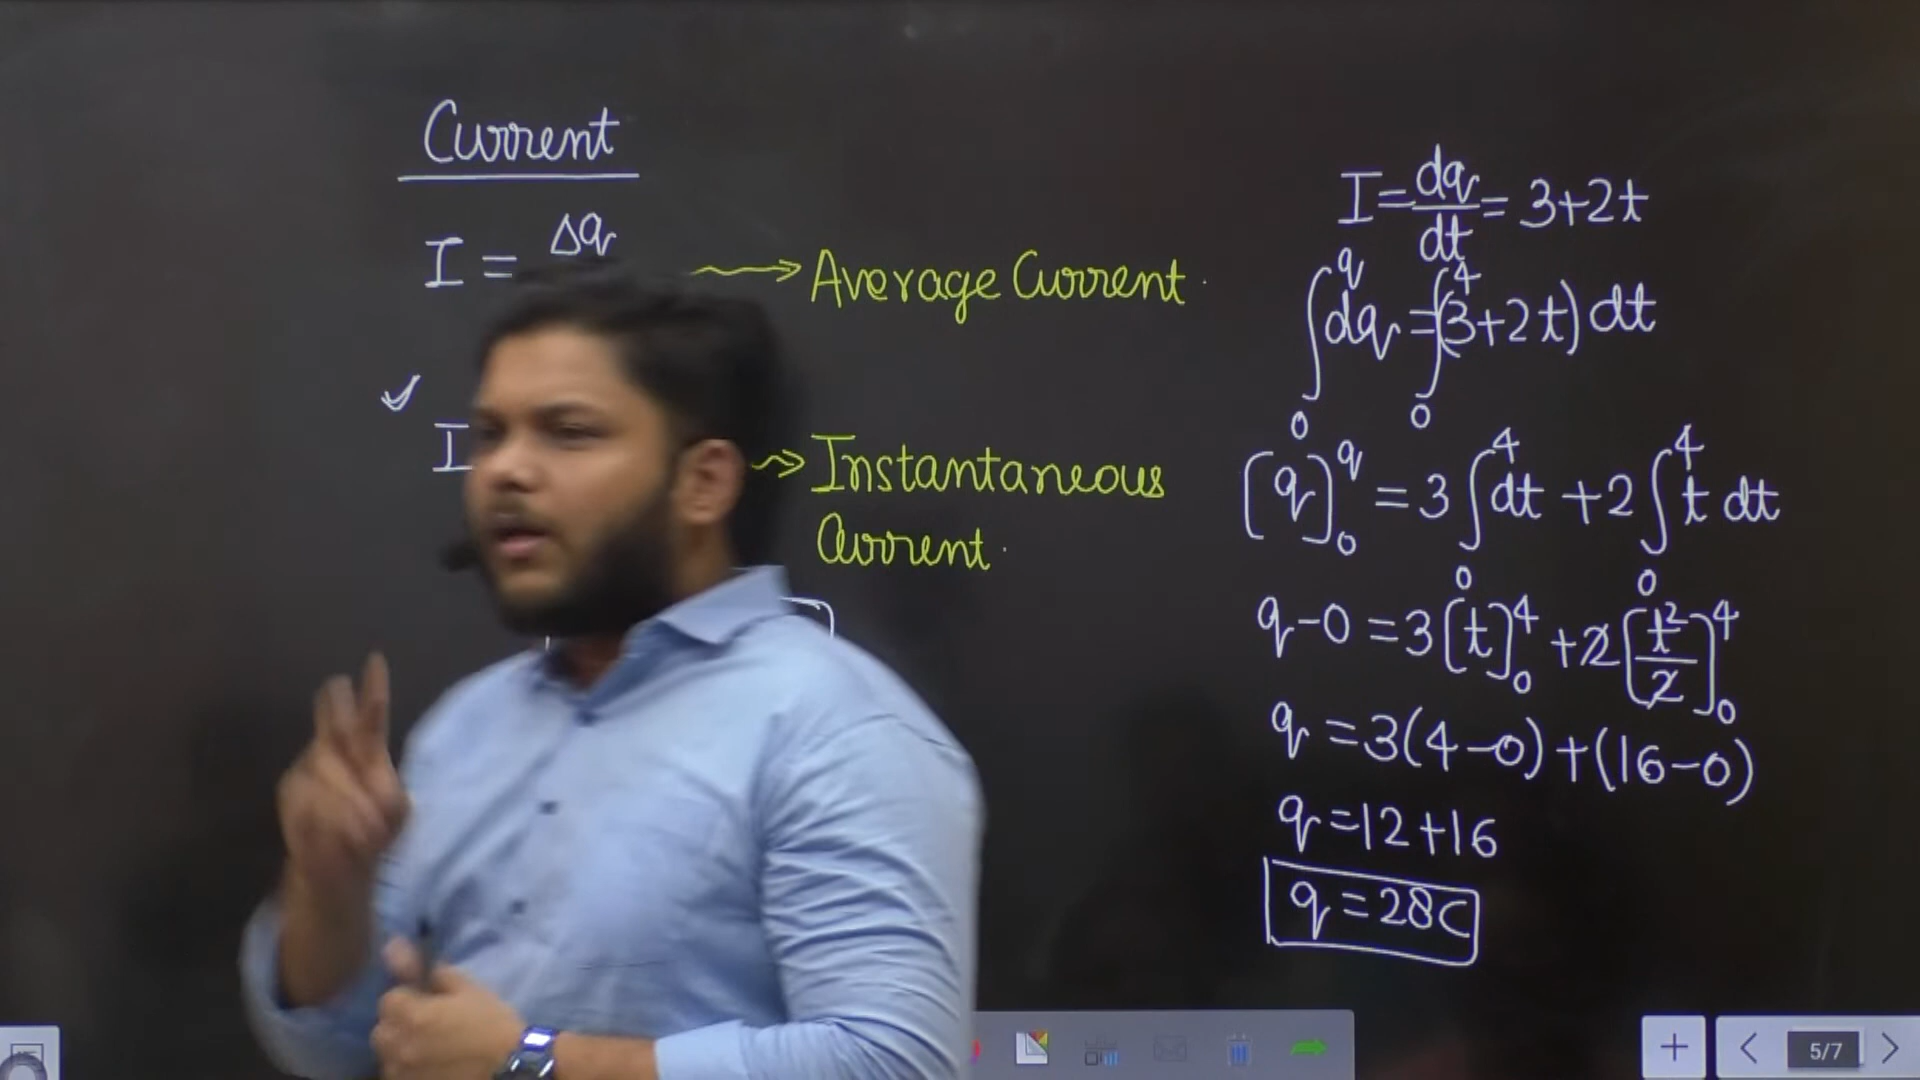 Current
I = Δq
→ Average Current.
✓ I
→ Instantaneous
Current.
I = dq/dt = 3+2t
∫₀^q dq = ∫₀^4 (3+2t) dt
[q]₀^q = 3 ∫₀^4 dt + 2 ∫₀^4 t dt
q-0 = 3[t]₀^4 + 2[t²/2]₀^4
q = 3(4-0)+(16-0)
q = 12+16
q = 28C
5/7